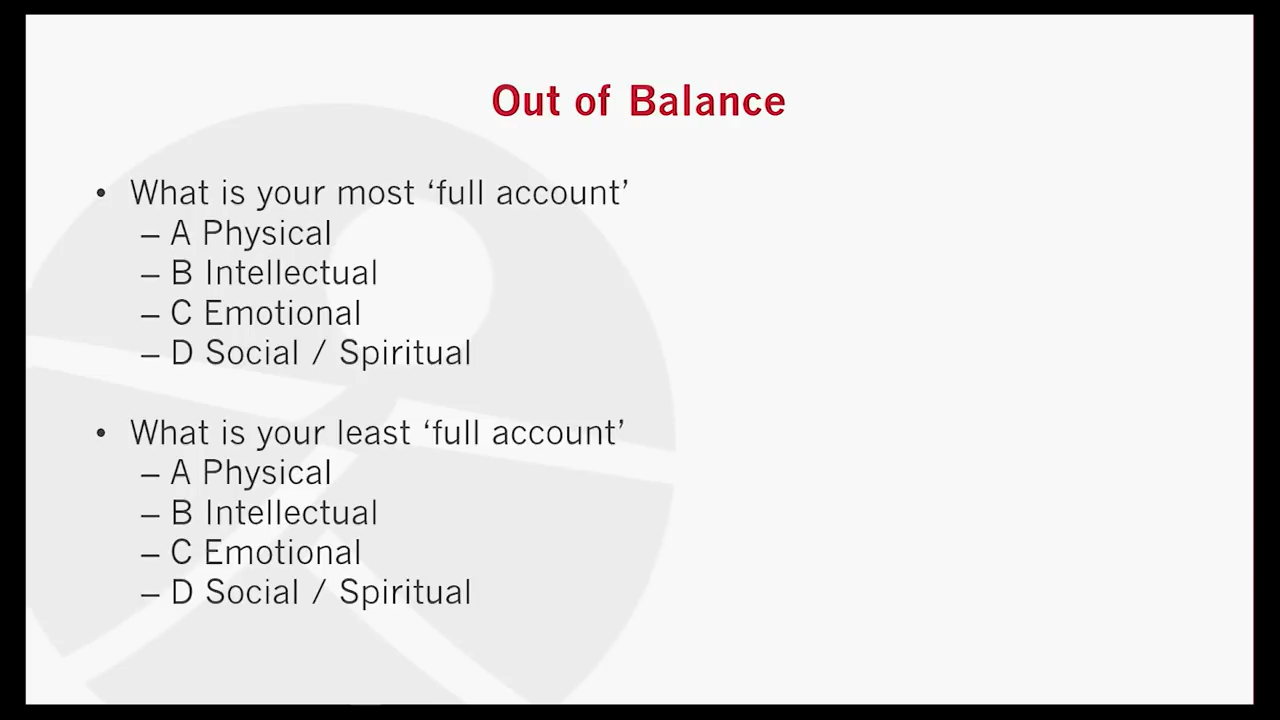 Out of Balance
• What is your most ‘full account’
– A Physical
– B Intellectual
– C Emotional
– D Social / Spiritual
• What is your least ‘full account’
– A Physical
– B Intellectual
– C Emotional
– D Social / Spiritual